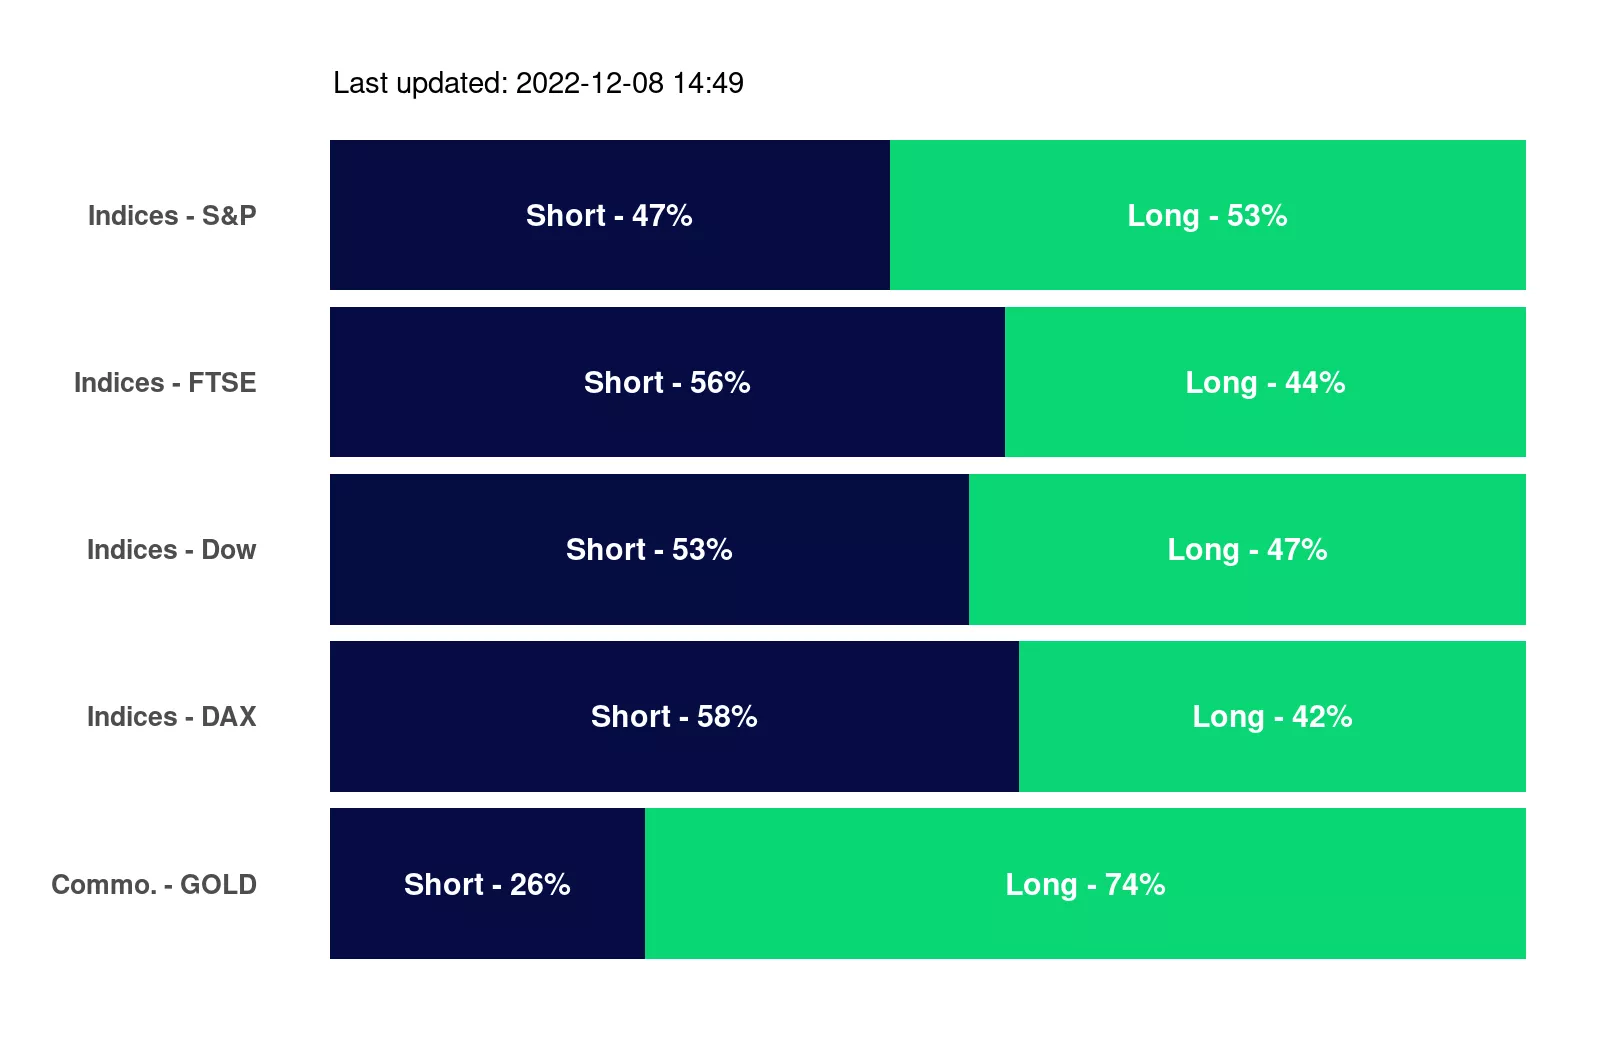 Last updated: 2022-12-08 14:49
Indices - S&P Short - 47% Long - 53%
Indices - FTSE Short - 56% Long - 44%
Indices - Dow Short - 53% Long - 47%
Indices - DAX Short - 58% Long - 42%
Commo. - GOLD Short - 26% Long - 74%